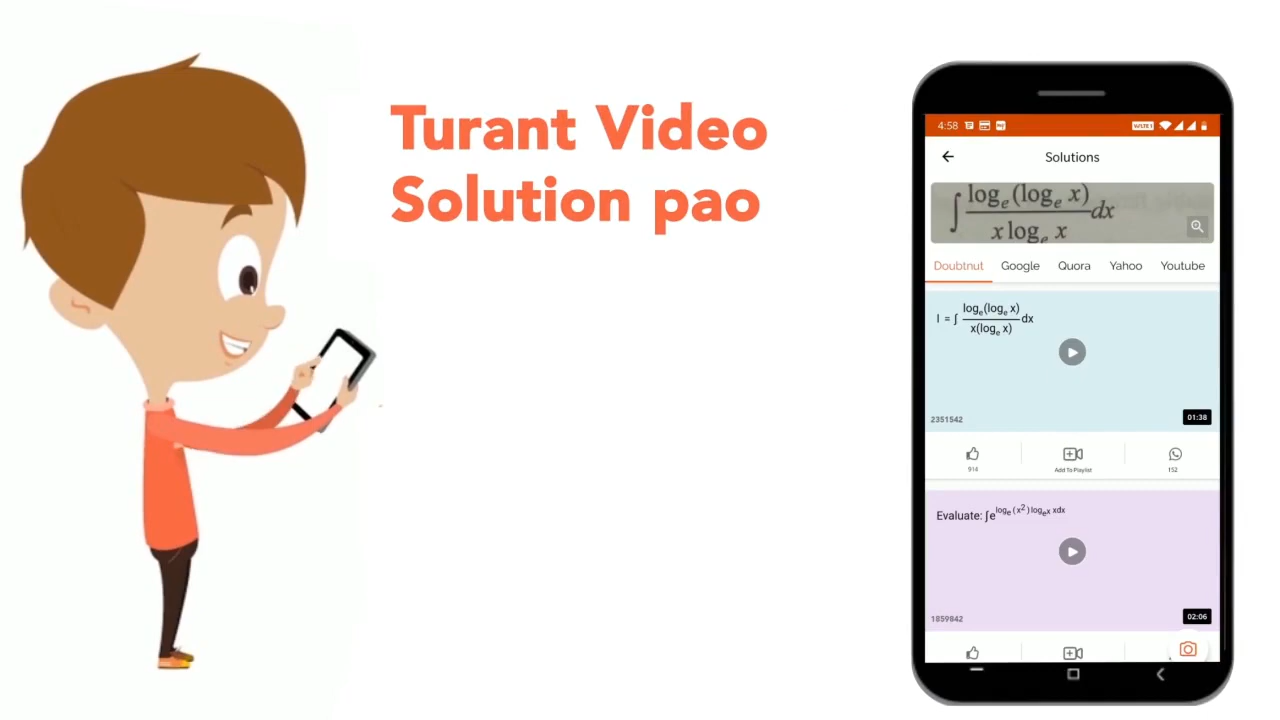 Turant Video
Solution pao
4:58
VoLTE1
Solutions
∫ logₑ(logₑ x) / x logₑ x dx
Doubtnut Google Quora Yahoo Youtube
I = ∫ logₑ(logₑ x) / x(logₑ x) dx
2351542 01:38
914 Add To Playlist 152
Evaluate: ∫e^logₑ(x²)logₑx xdx
1859842 02:06